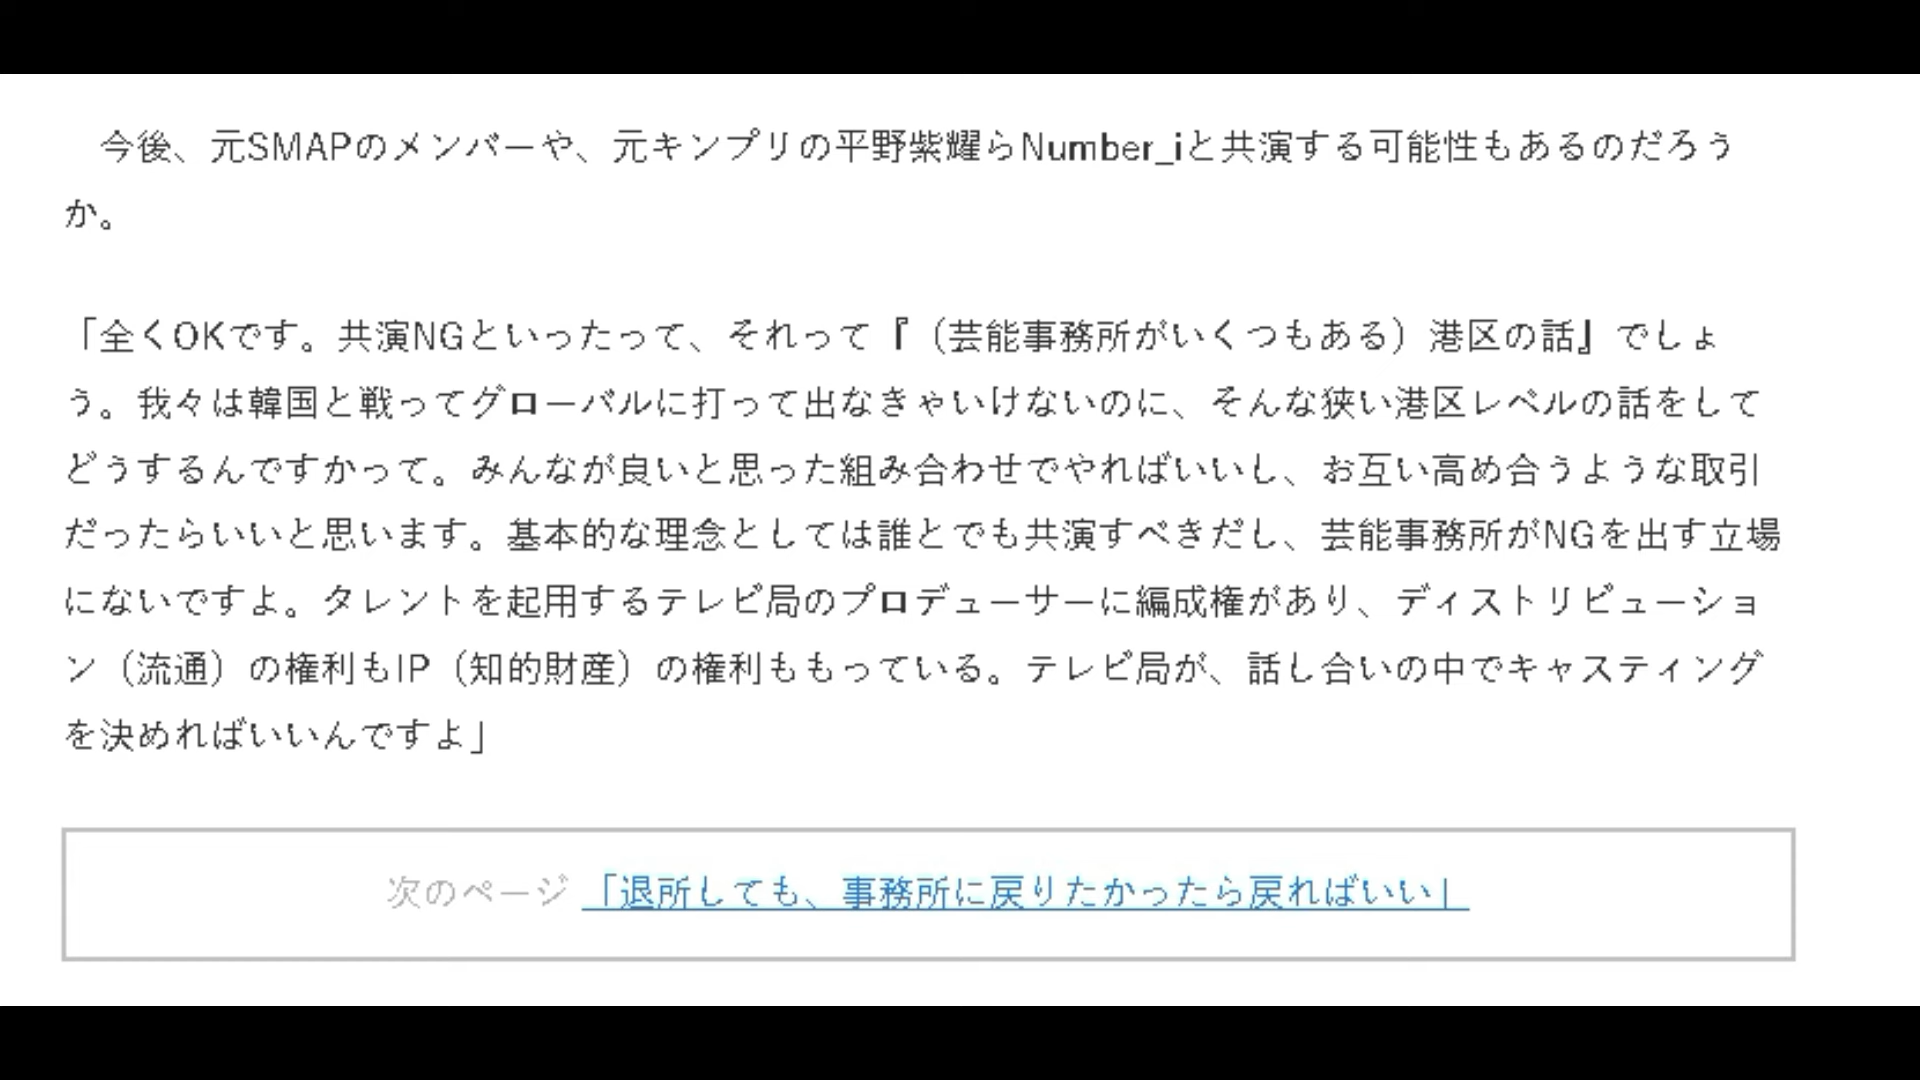 今後、元SMAPのメンバーや、元キンプリの平野紫耀らNumber_iと共演する可能性もあるのだろう
か。
「全くOKです。共演NGといったって、それって『（芸能事務所がいくつもある）港区の話』でしょ
う。我々は韓国と戦ってグローバルに打って出なきゃいけないのに、そんな狭い港区レベルの話をして
どうするんですかって。みんなが良いと思った組み合わせでやればいいし、お互い高め合うような取引
だったらいいと思います。基本的な理念としては誰とでも共演すべきだし、芸能事務所がNGを出す立場
にないですよ。タレントを起用するテレビ局のプロデューサーに編成権があり、ディストリビューショ
ン（流通）の権利もIP（知的財産）の権利ももっている。テレビ局が、話し合いの中でキャスティング
を決めればいいんですよ」
次のページ 「退所しても、事務所に戻りたかったら戻ればいい」